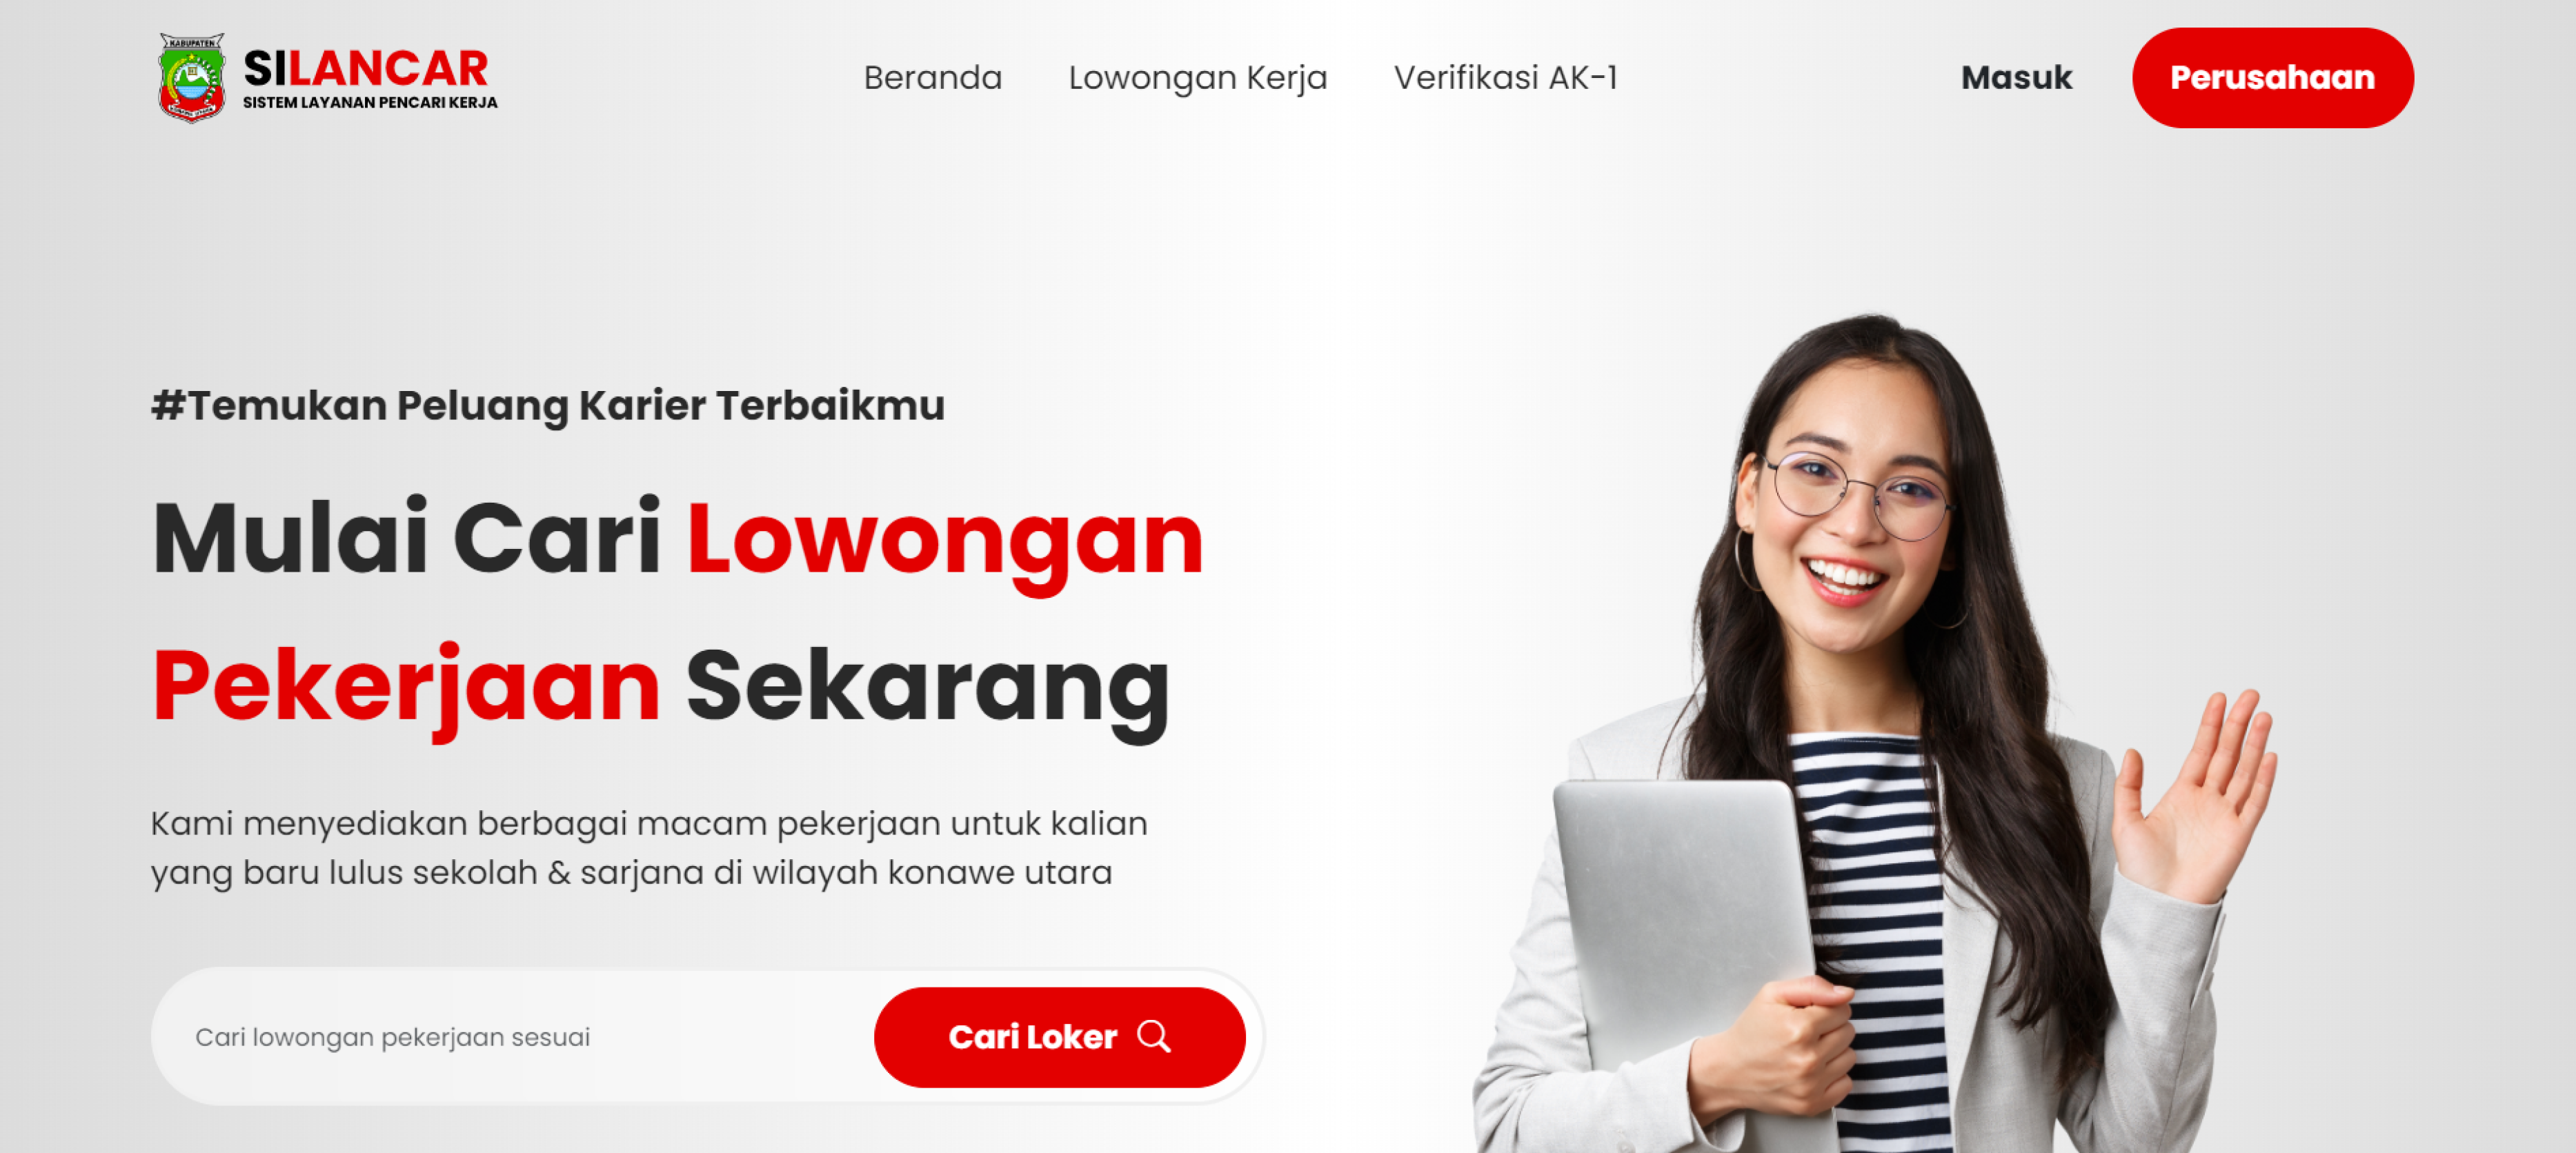 KABUPATEN
SILANCAR
SISTEM LAYANAN PENCARI KERJA
Beranda
Lowongan Kerja
Verifikasi AK-1
Masuk
Perusahaan
#Temukan Peluang Karier Terbaikmu
Mulai Cari Lowongan
Pekerjaan Sekarang
Kami menyediakan berbagai macam pekerjaan untuk kalian
yang baru lulus sekolah & sarjana di wilayah konawe utara
Cari lowongan pekerjaan sesuai
Cari Loker